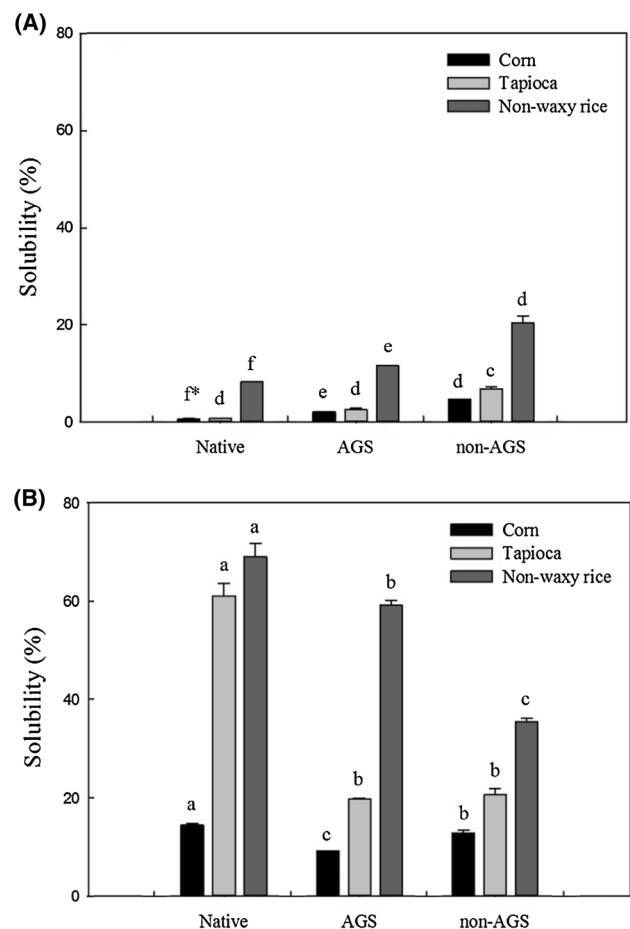 (A)
80
60
40
20
0
Solubility (%)
Corn
Tapioca
Non-waxy rice
f*
d
f
e
d
e
d
c
d
Native
AGS
non-AGS
(B)
80
60
40
20
0
Solubility (%)
Corn
Tapioca
Non-waxy rice
a
a
a
c
b
b
b
b
c
Native
AGS
non-AGS